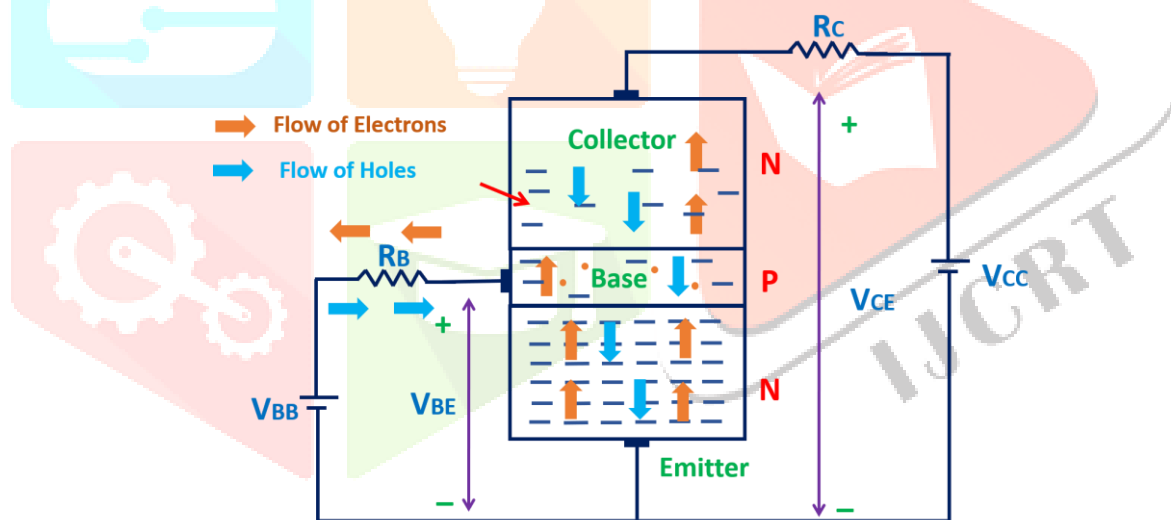 RC
Flow of Electrons
Flow of Holes
Collector
N
+
RB
Base
P
VCE
VCC
+
VBB
VBE
N
Emitter
−
−
IJCRT